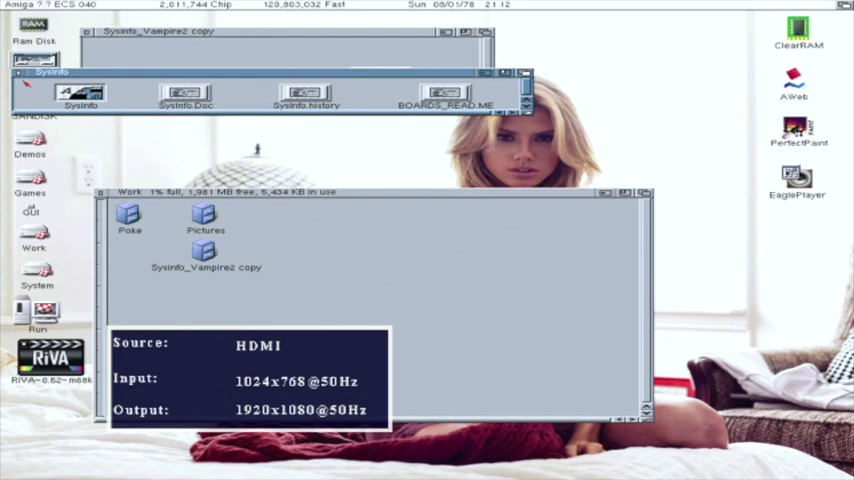 Amiga ?.? ECS 040 2,011,744 Chip 120,803,032 Fast Sun 08/01/78 21:12
Ram Disk
Sysinfo_Vampire2 copy
SysInfo
SysInfo
SysInfo.Doc
SysInfo.history
BOARDS_READ.ME
ClearRAM
AWeb
PerfectPaint
EaglePlayer
SANDISK
Demos
Games
GUI
Work
System
Run
RiVA
RiVA-0.52-m68k
Work 1% full, 1,981 MB free, 5,434 KB in use
Poke
Pictures
Sysinfo_Vampire2 copy
Source: HDMI
Input: 1024x768@50Hz
Output: 1920x1080@50Hz